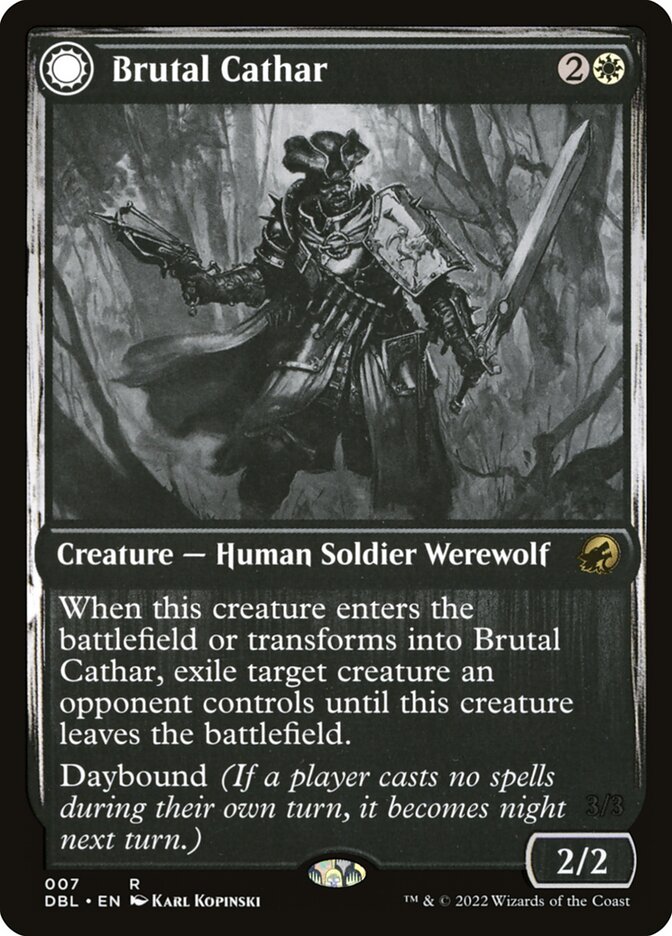 Brutal Cathar 2
Creature — Human Soldier Werewolf
When this creature enters the
battlefield or transforms into Brutal
Cathar, exile target creature an
opponent controls until this creature
leaves the battlefield.
Daybound (If a player casts no spells
during their own turn, it becomes night
next turn.)
3/3
2/2
007 R
DBL • EN Karl Kopinski
™ & © 2022 Wizards of the Coast